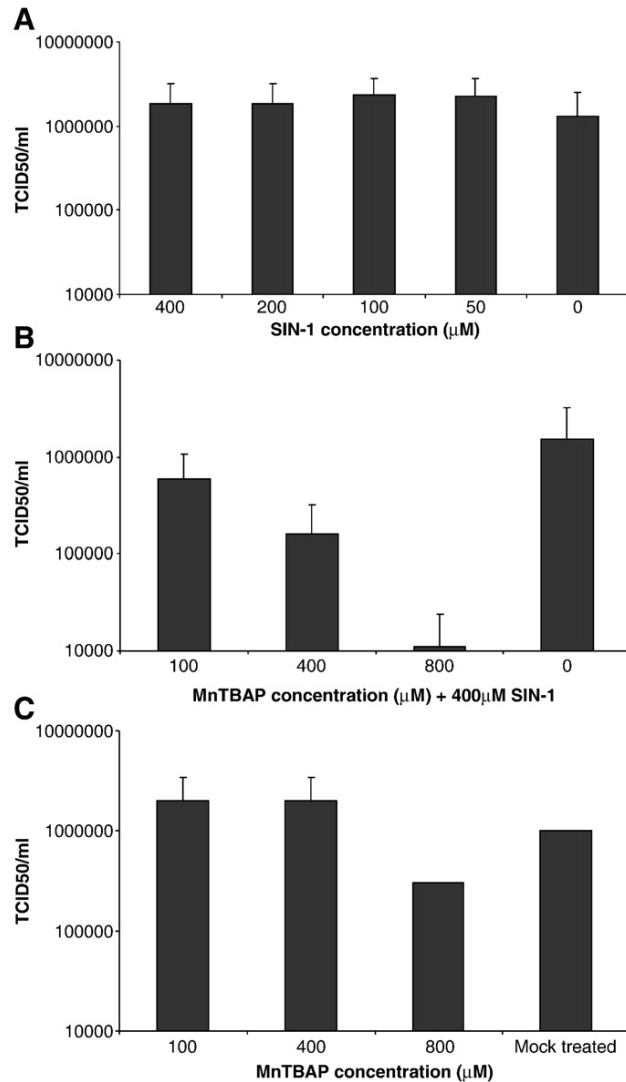 A
10000000
1000000
100000
10000
TCID50/ml
400 200 100 50 0
SIN-1 concentration (μM)
B
10000000
1000000
100000
10000
TCID50/ml
100 400 800 0
MnTBAP concentration (μM) + 400μM SIN-1
C
10000000
1000000
100000
10000
TCID50/ml
100 400 800 Mock treated
MnTBAP concentration (μM)